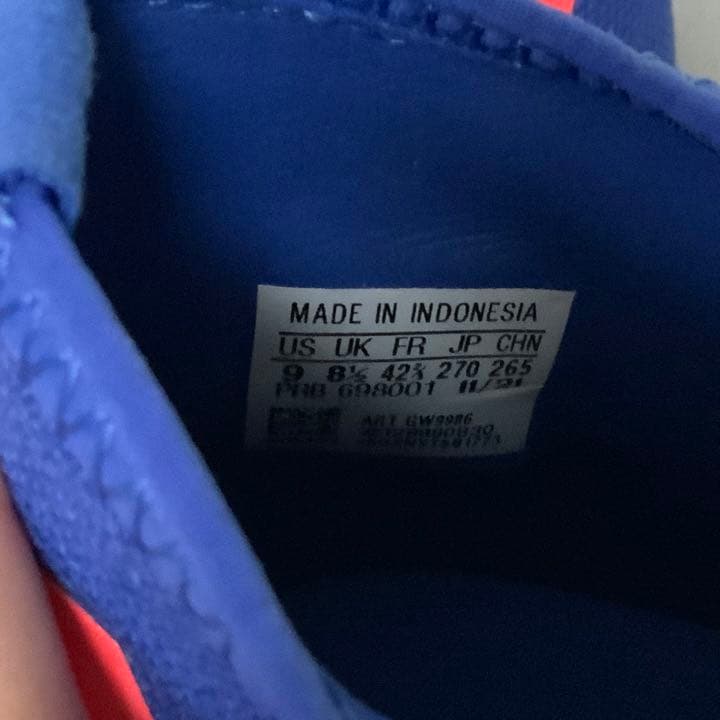 MADE IN INDONESIA
US UK FR JP CHN
9 8½ 42⅔ 270 265
698001 11/21
ART GW9986